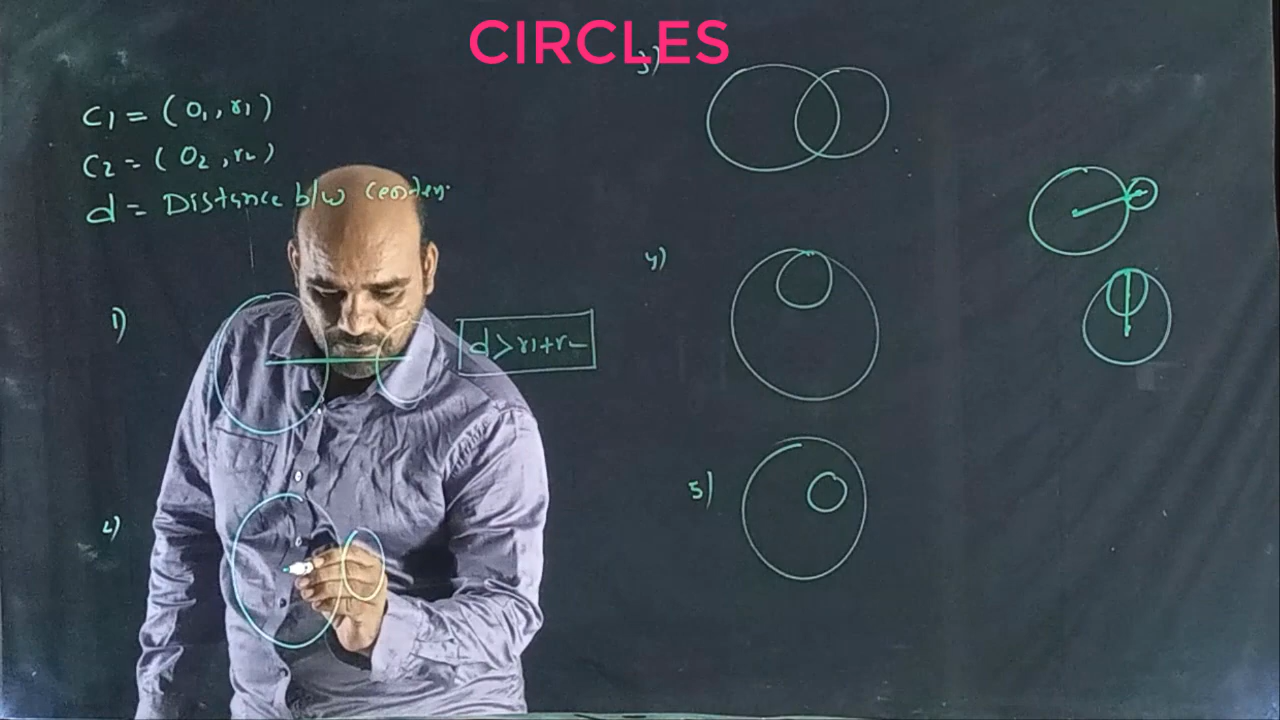 CIRCLES
C1 = (O1, r1)
C2 = (O2, r2)
d = Distance b/w centers.
1)
d > r1+r2
2)
3)
4)
5)